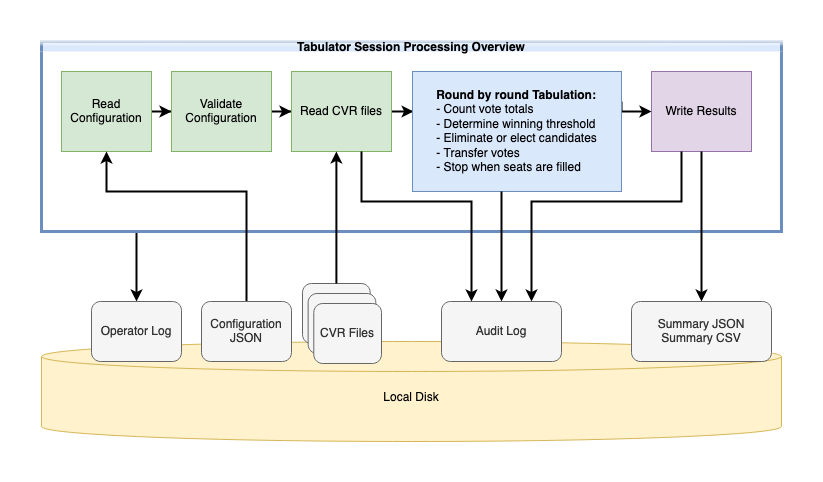 Tabulator Session Processing Overview
Read
Configuration
Validate
Configuration
Read CVR files
Round by round Tabulation:
- Count vote totals
- Determine winning threshold
- Eliminate or elect candidates
- Transfer votes
- Stop when seats are filled
Write Results
Operator Log
Configuration
JSON
CVR Files
Audit Log
Summary JSON
Summary CSV
Local Disk